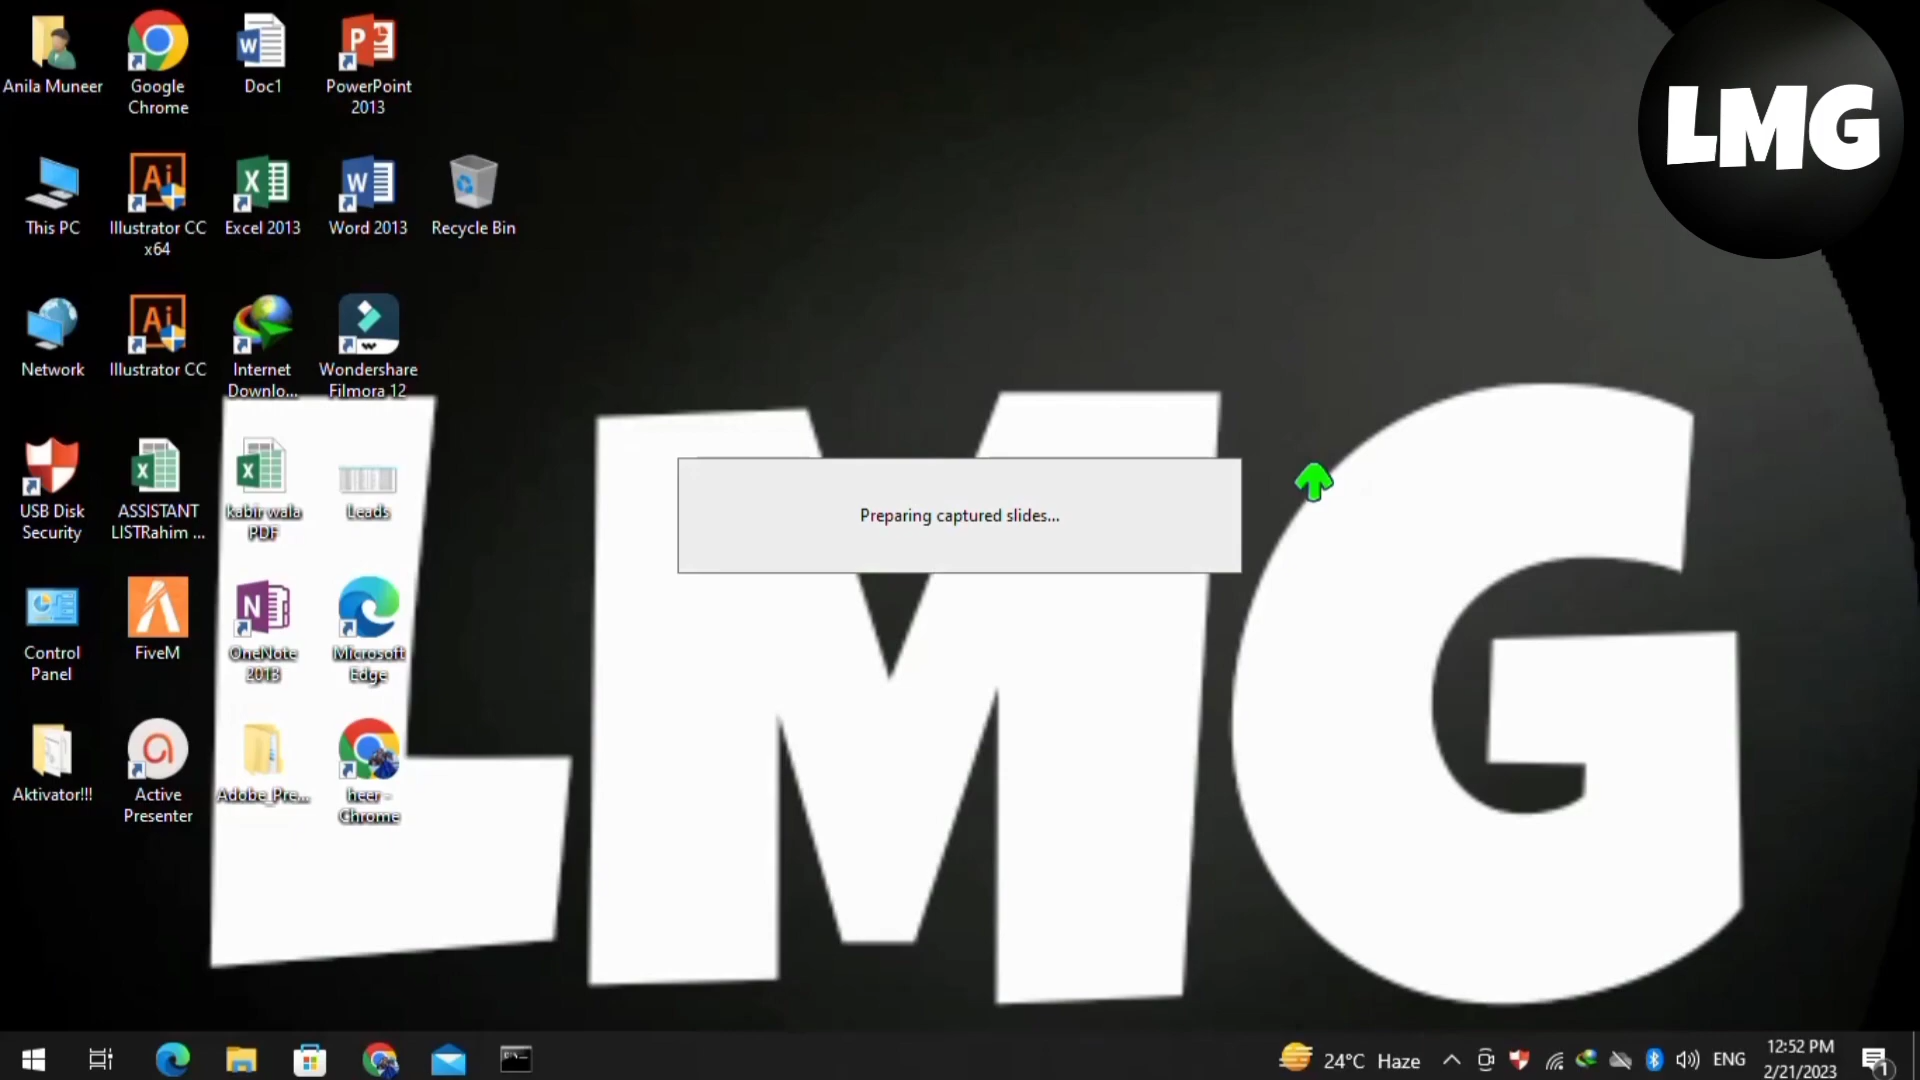 Anila Muneer
Google
Chrome
Doc1
PowerPoint
2013
LMG
This PC
Illustrator CC
x64
Excel 2013
Word 2013
Recycle Bin
Network
Illustrator CC
Internet
Downlo...
Wondershare
Filmora 12
USB Disk
Security
ASSISTANT
LISTRahim ...
kabir wala
PDF
Leads
Preparing captured slides...
Control
Panel
FiveM
OneNote
2013
Microsoft
Edge
Aktivator!!!
Active
Presenter
Adobe_Pre...
heer -
Chrome
LMG
24°C Haze
ENG
12:52 PM
2/21/2023
1